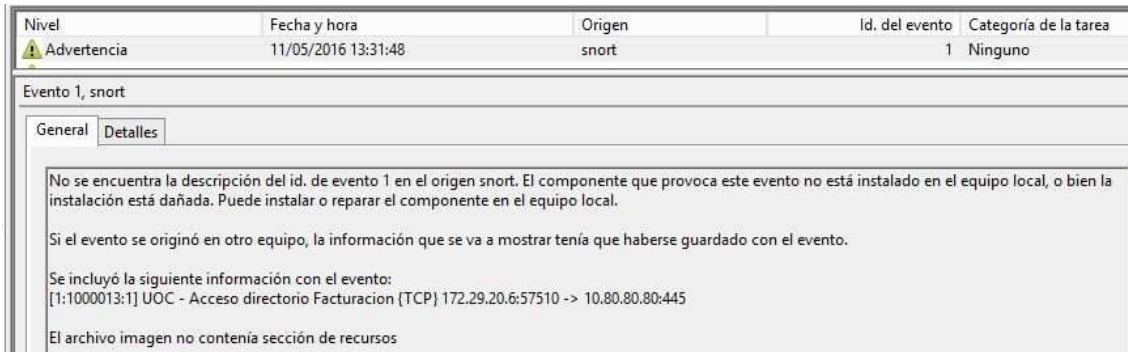 Nivel Fecha y hora Origen Id. del evento Categoría de la tarea
Advertencia 11/05/2016 13:31:48 snort 1 Ninguno
Evento 1, snort
General Detalles
No se encuentra la descripción del id. de evento 1 en el origen snort. El componente que provoca este evento no está instalado en el equipo local, o bien la
instalación está dañada. Puede instalar o reparar el componente en el equipo local.
Si el evento se originó en otro equipo, la información que se va a mostrar tenía que haberse guardado con el evento.
Se incluyó la siguiente información con el evento:
[1:1000013:1] UOC - Acceso directorio Facturacion {TCP} 172.29.20.6:57510 -> 10.80.80.80:445
El archivo imagen no contenía sección de recursos